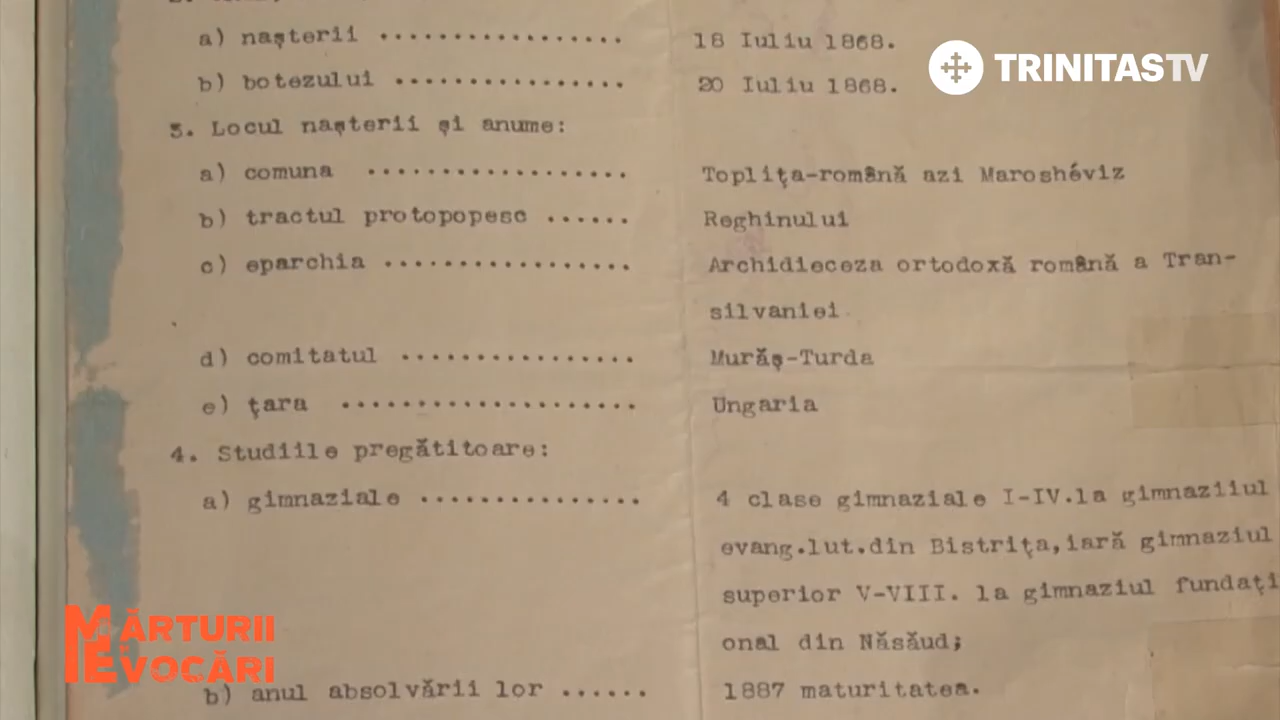 a) nașterii ................. 18 Iuliu 1868.
TRINITAS TV
b) botezului ................ 20 Iuliu 1868.
3. Locul nașterii și anume:
a) comuna .................. Toplița-română azi Maroshéviz
b) tractul protopopesc ...... Reghinului
c) eparchia ................. Archidieceza ortodoxă română a Tran-
silvaniei
d) comitatul ................ Murăș-Turda
e) țara .................... Ungaria
4. Studiile pregătitoare:
a) gimnaziale ............... 4 clase gimnaziale I-IV.la gimnaziiul
evang.lut.din Bistrița,iară gimnaziul
superior V-VIII. la gimnaziul fundați
onal din Năsăud;
MĂRTURII
EVOCĂRI
b) anul absolvării lor ...... 1887 maturitatea.